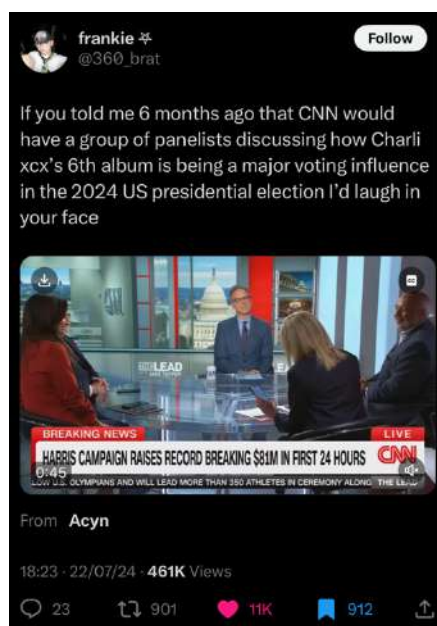 frankie
Follow
@360_brat
If you told me 6 months ago that CNN would
have a group of panelists discussing how Charli
xcx's 6th album is being a major voting influence
in the 2024 US presidential election I'd laugh in
your face
THE LEAD
BREAKING NEWS
LIVE
HARRIS CAMPAIGN RAISES RECORD BREAKING $81M IN FIRST 24 HOURS
CNN
0:45
U.S. OLYMPIANS AND WILL LEAD MORE THAN 350 ATHLETES IN CEREMONY ALONG THE LEAD
From Acyn
18:23 · 22/07/24 · 461K Views
23 901 11K 912